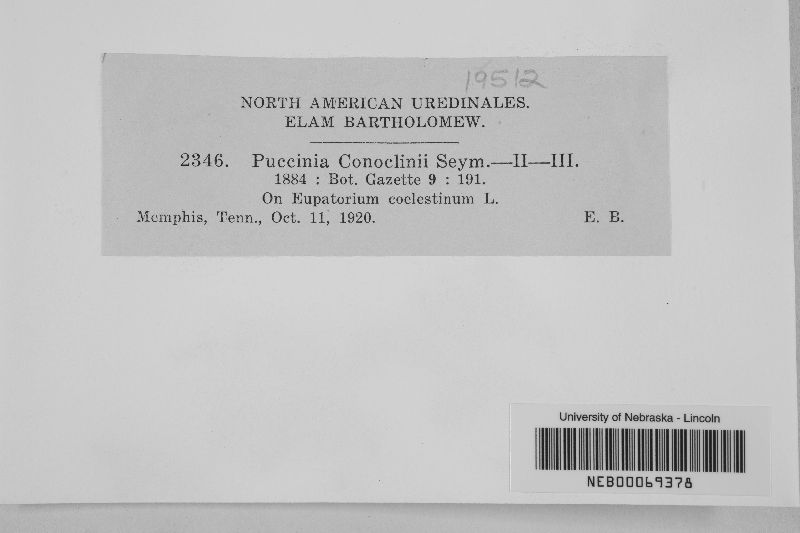 19512
NORTH AMERICAN UREDINALES.
ELAM BARTHOLOMEW.
2346. Puccinia Conoclinii Seym.—II—III.
1884 : Bot. Gazette 9 : 191.
On Eupatorium coelestinum L.
Memphis, Tenn., Oct. 11, 1920. E. B.
University of Nebraska - Lincoln
NEB00069378